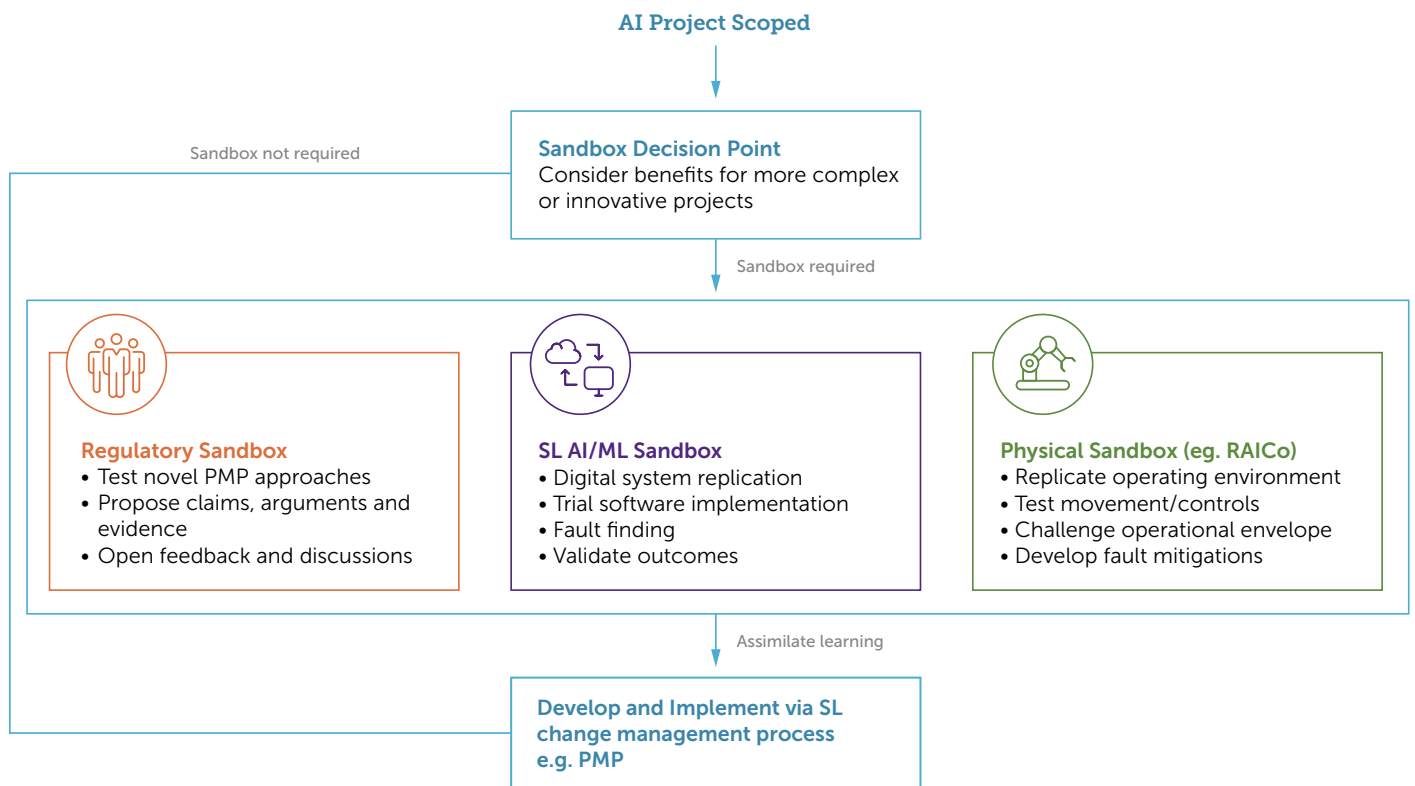 AI Project Scoped
Sandbox not required
Sandbox Decision Point
Consider benefits for more complex
or innovative projects
Sandbox required
Regulatory Sandbox
• Test novel PMP approaches
• Propose claims, arguments and
evidence
• Open feedback and discussions
SL AI/ML Sandbox
• Digital system replication
• Trial software implementation
• Fault finding
• Validate outcomes
Physical Sandbox (eg. RAICo)
• Replicate operating environment
• Test movement/controls
• Challenge operational envelope
• Develop fault mitigations
Assimilate learning
Develop and Implement via SL
change management process
e.g. PMP